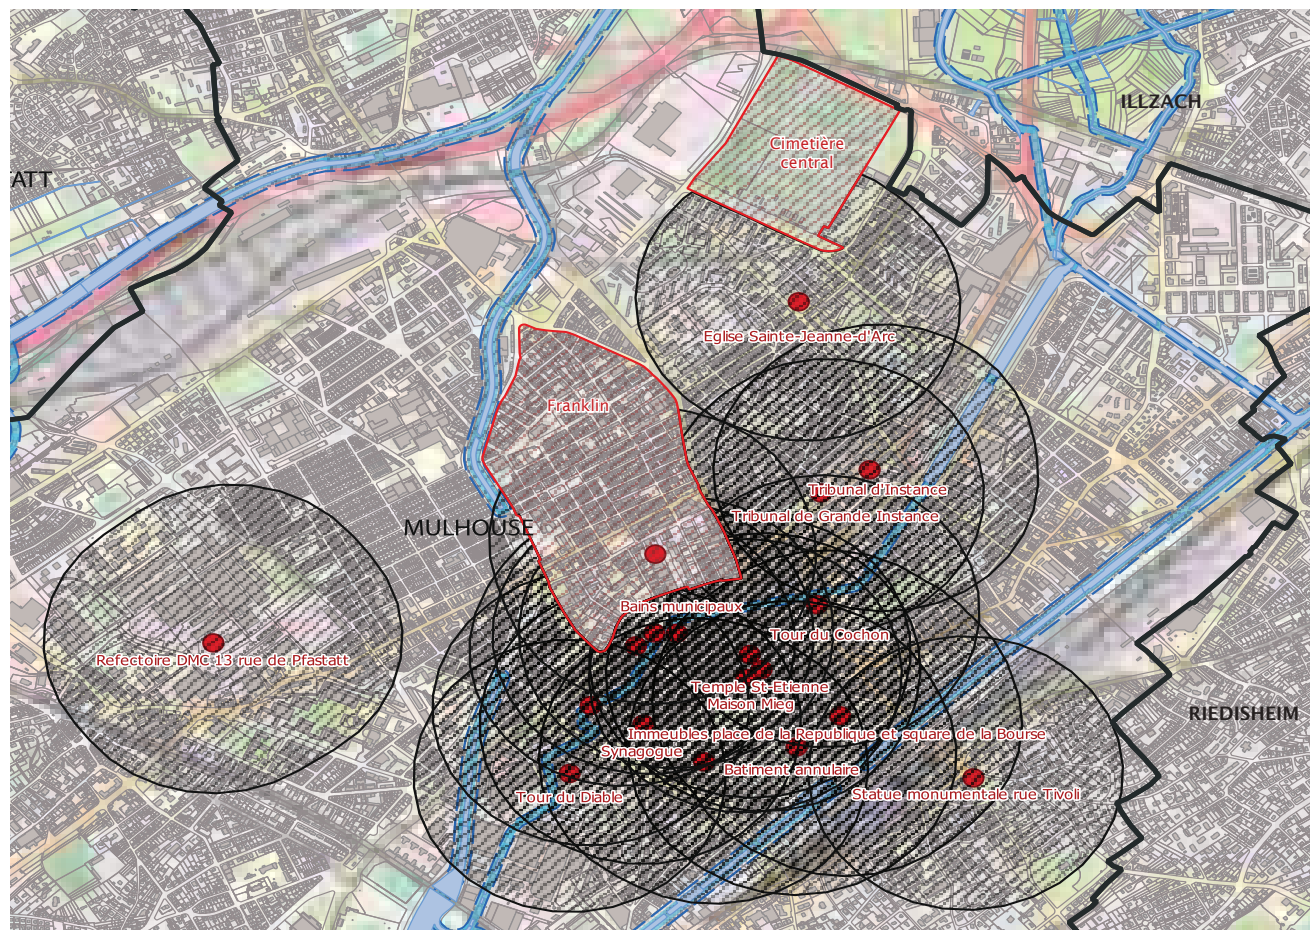 ILLZACH
Cimetière
central
ATT
Eglise Sainte-Jeanne-d'Arc
Franklin
Tribunal d'Instance
Tribunal de Grande Instance
MULHOUSE
Bains municipaux
Tour du Cochon
Refectoire DMC 13 rue de Pfastatt
Temple St-Etienne
Maison Mieg
RIEDISHEIM
Immeubles place de la Republique et square de la Bourse
Synagogue
Batiment annulaire
Tour du Diable
Statue monumentale rue Tivoli